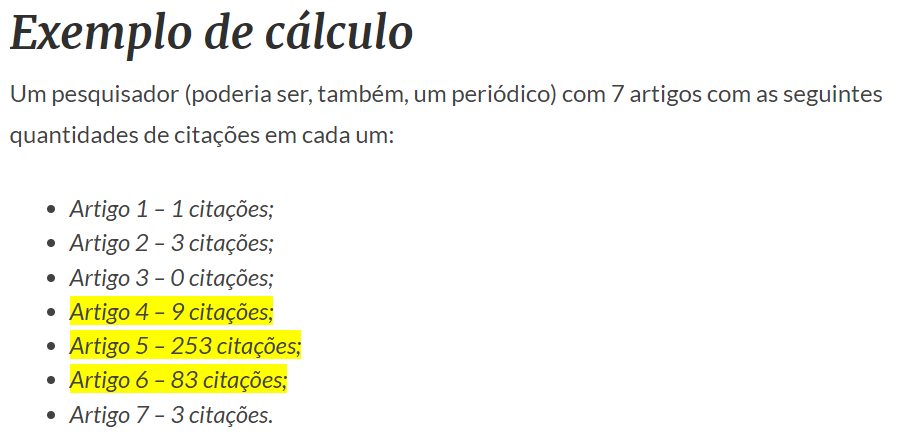 Exemplo de cálculo
Um pesquisador (poderia ser, também, um periódico) com 7 artigos com as seguintes
quantidades de citações em cada um:
• Artigo 1 – 1 citações;
• Artigo 2 – 3 citações;
• Artigo 3 – 0 citações;
• Artigo 4 – 9 citações;
• Artigo 5 – 253 citações;
• Artigo 6 – 83 citações;
• Artigo 7 – 3 citações.